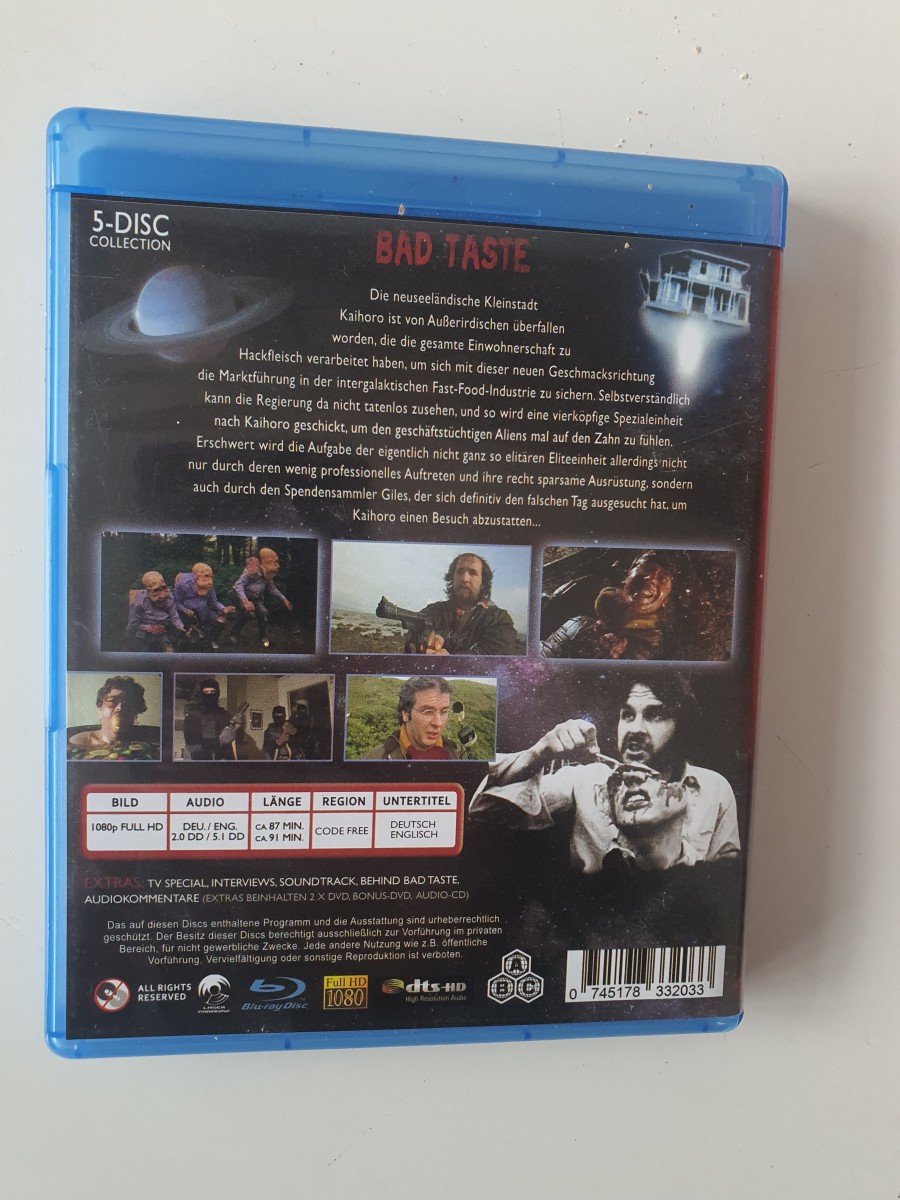 5-DISC
COLLECTION
BAD TASTE
Die neuseeländische Kleinstadt
Kaihoro ist von Außerirdischen überfallen
worden, die die gesamte Einwohnerschaft zu
Hackfleisch verarbeitet haben, um sich mit dieser neuen Geschmacksrichtung
die Marktführung in der intergalaktischen Fast-Food-Industrie zu sichern. Selbstverständlich
kann die Regierung da nicht tatenlos zusehen, und so wird eine vierköpfige Spezialeinheit
nach Kaihoro geschickt, um den geschäftstüchtigen Aliens mal auf den Zahn zu fühlen.
Erschwert wird die Aufgabe der eigentlich nicht ganz so elitären Eliteeinheit allerdings nicht
nur durch deren wenig professionelles Auftreten und ihre recht sparsame Ausrüstung, sondern
auch durch den Spendensammler Giles, der sich definitiv den falschen Tag ausgesucht hat, um
Kaihoro einen Besuch abzustatten...
BILD AUDIO LÄNGE REGION UNTERTITEL
1080p FULL HD DEU./ ENG. CA. 87 MIN. CODE FREE DEUTSCH
2.0 DD / 5.1 DD CA. 91 MIN. ENGLISCH
EXTRAS: TV SPECIAL, INTERVIEWS, SOUNDTRACK, BEHIND BAD TASTE,
AUDIOKOMMENTARE (EXTRAS BEINHALTEN 2 X DVD, BONUS-DVD, AUDIO-CD)
Das auf diesen Discs enthaltene Programm und die Ausstattung sind urheberrechtlich
geschützt. Der Besitz dieser Discs berechtigt ausschließlich zur Vorführung im privaten
Bereich, für nicht gewerbliche Zwecke. Jede andere Nutzung wie z.B. öffentliche
Vorführung, Vervielfältigung oder sonstige Reproduktion ist verboten.
ALL RIGHTS
RESERVED
LASER PARADISE
Blu-ray Disc
Full HD
1080
dts-HD
High Resolution Audio
A
B C
0 745178 332033